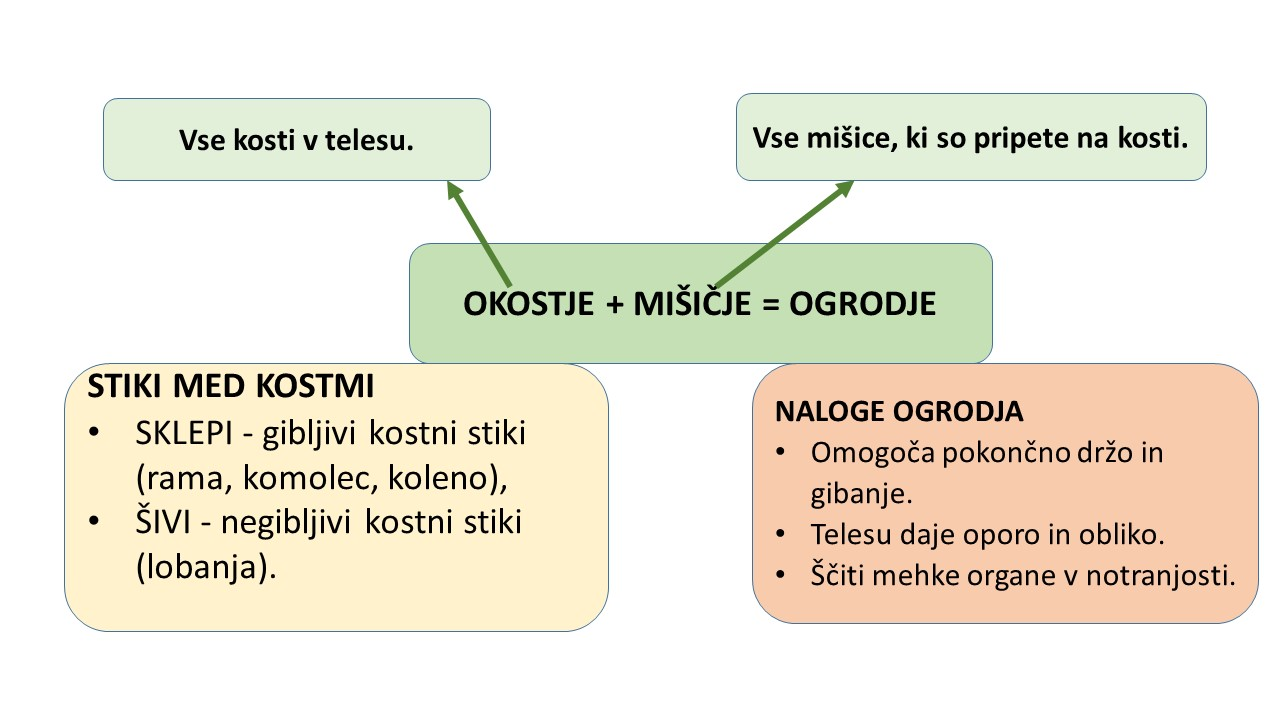 Vse kosti v telesu.
Vse mišice, ki so pripete na kosti.
OKOSTJE + MIŠIČJE = OGRODJE
STIKI MED KOSTMI
• SKLEPI - gibljivi kostni stiki
(rama, komolec, koleno),
• ŠIVI - negibljivi kostni stiki
(lobanja).
NALOGE OGRODJA
• Omogoča pokončno držo in
gibanje.
• Telesu daje oporo in obliko.
• Ščiti mehke organe v notranjosti.